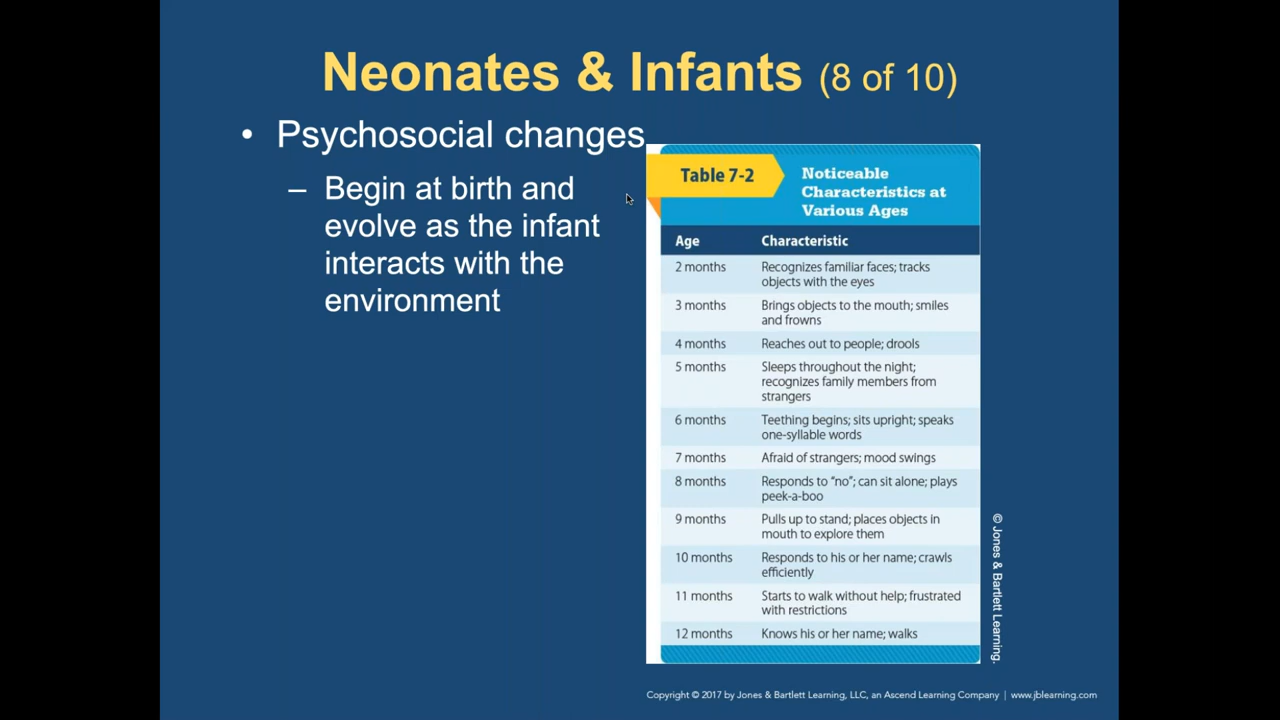 Neonates & Infants (8 of 10)
• Psychosocial changes
– Begin at birth and
evolve as the infant
interacts with the
environment
Table 7-2
Noticeable
Characteristics at
Various Ages
Age Characteristic
2 months Recognizes familiar faces; tracks
objects with the eyes
3 months Brings objects to the mouth; smiles
and frowns
4 months Reaches out to people; drools
5 months Sleeps throughout the night;
recognizes family members from
strangers
6 months Teething begins; sits upright; speaks
one-syllable words
7 months Afraid of strangers; mood swings
8 months Responds to “no”; can sit alone; plays
peek-a-boo
9 months Pulls up to stand; places objects in
mouth to explore them
10 months Responds to his or her name; crawls
efficiently
11 months Starts to walk without help; frustrated
with restrictions
12 months Knows his or her name; walks
© Jones & Bartlett Learning.
Copyright © 2017 by Jones & Bartlett Learning, LLC, an Ascend Learning Company | www.jblearning.com